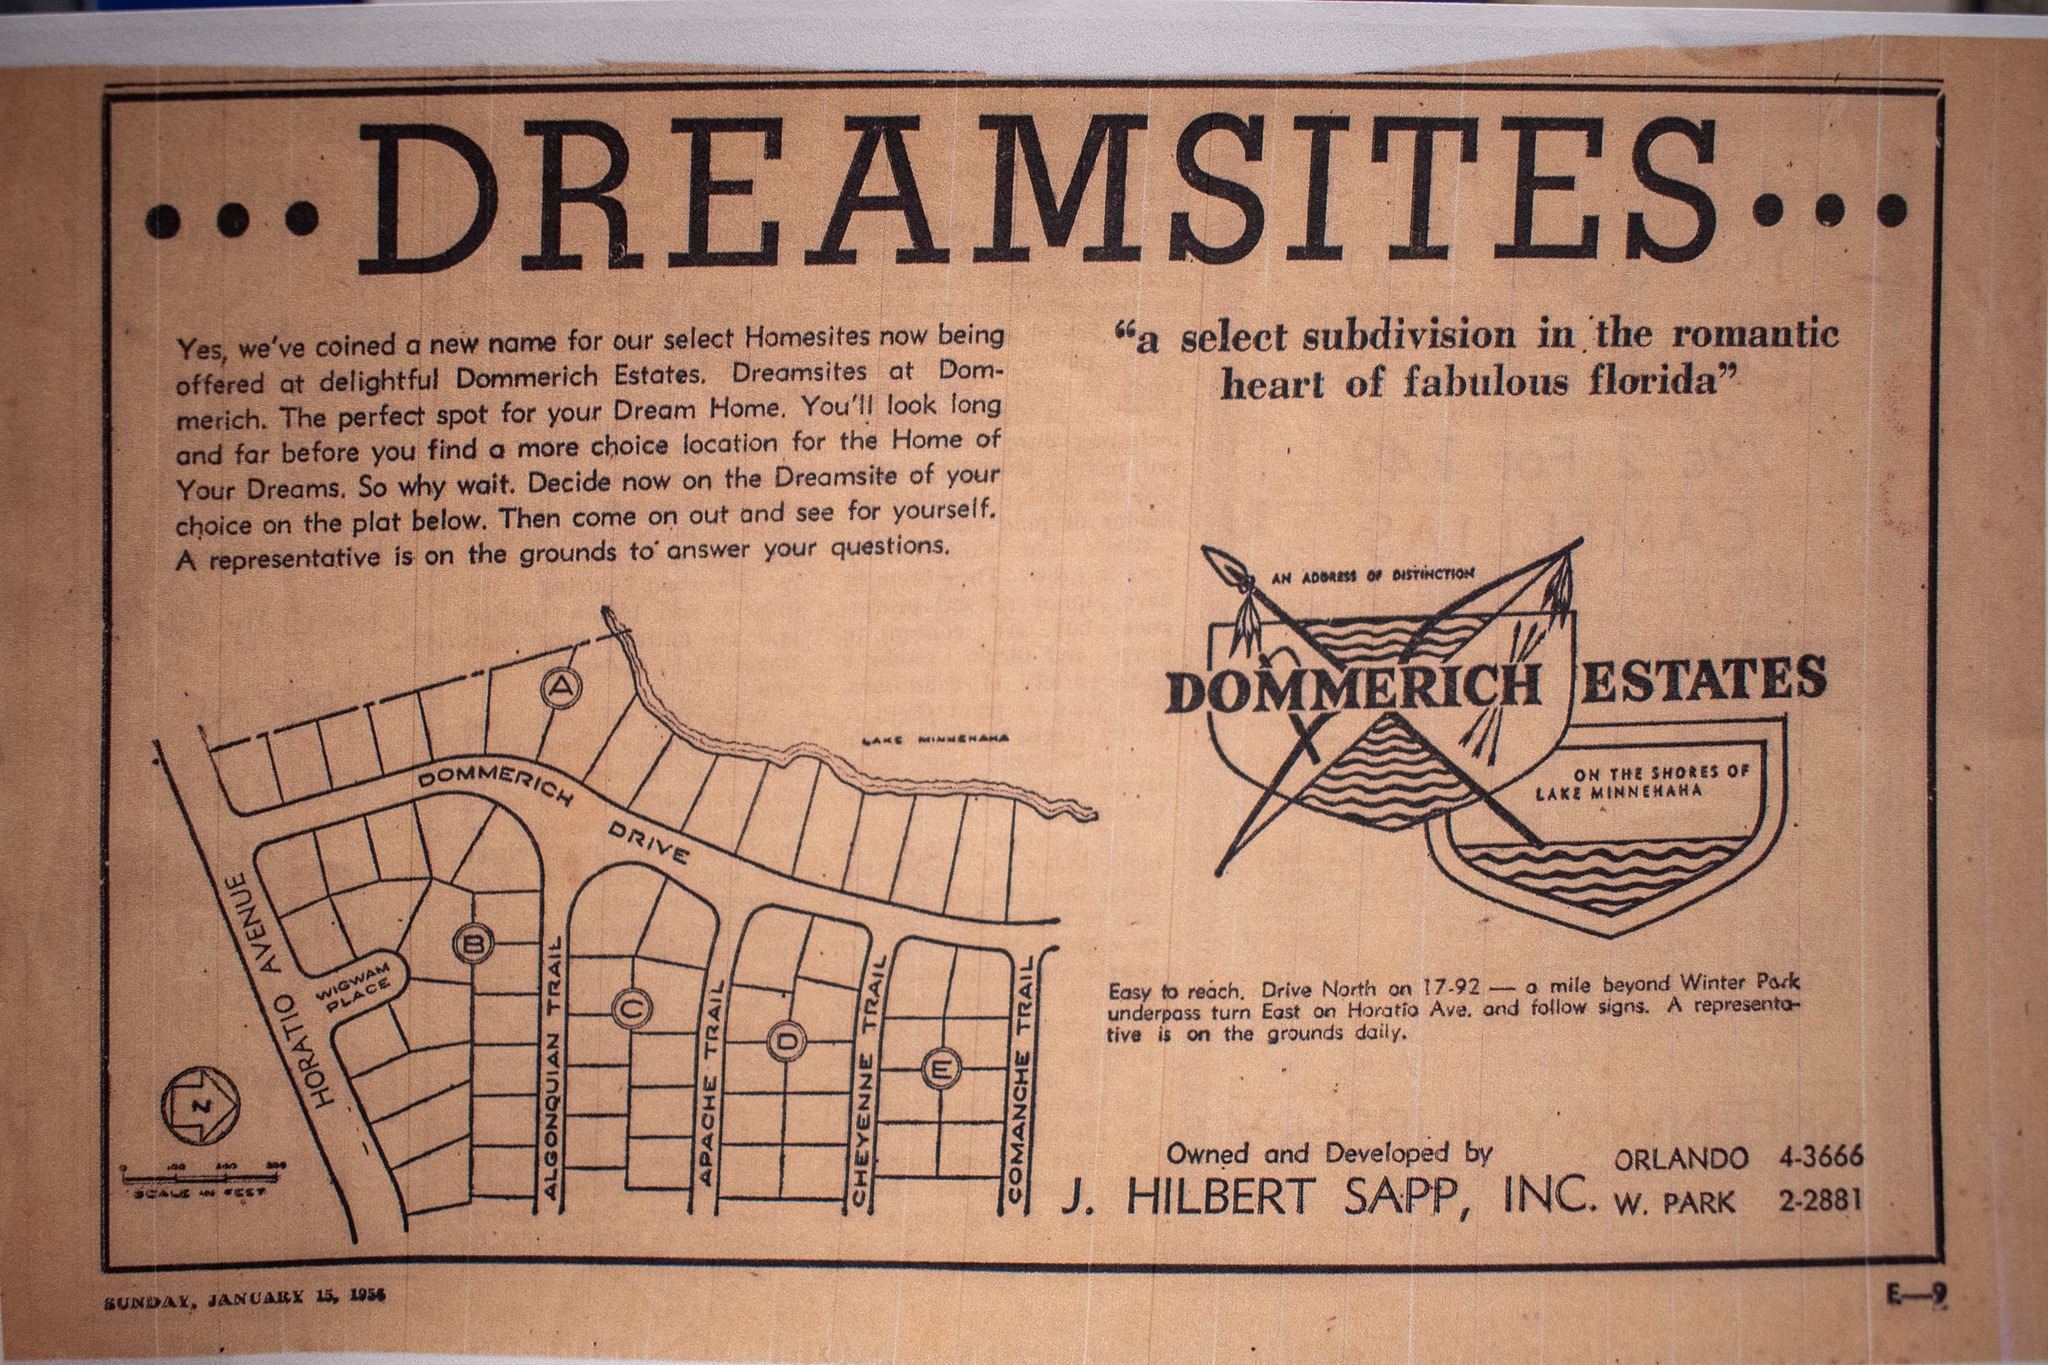 ...DREAMSITES...
Yes, we've coined a new name for our select Homesites now being
offered at delightful Dommerich Estates. Dreamsites at Dom-
merich. The perfect spot for your Dream Home. You'll look long
and far before you find a more choice location for the Home of
Your Dreams. So why wait. Decide now on the Dreamsite of your
choice on the plat below. Then come on out and see for yourself.
A representative is on the grounds to answer your questions.
“a select subdivision in the romantic
heart of fabulous florida”
AN ADDRESS OF DISTINCTION
DOMMERICH ESTATES
ON THE SHORES OF
LAKE MINNEHAHA
A
LAKE MINNEHAHA
DOMMERICH DRIVE
HORATIO AVENUE
B
WIGWAM
PLACE
ALGONQUIAN TRAIL
C
APACHE TRAIL
D
CHEYENNE TRAIL
E
COMANCHE TRAIL
N
0 100 200 300
SCALE IN FEET
Easy to reach. Drive North on 17-92 — a mile beyond Winter Park
underpass turn East on Horatio Ave. and follow signs. A representa-
tive is on the grounds daily.
Owned and Developed by
J. HILBERT SAPP, INC.
ORLANDO 4-3666
W. PARK 2-2881
SUNDAY, JANUARY 15, 1956
E—9